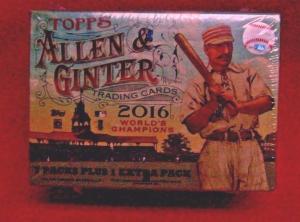 TOPPS
ALLEN &
GINTER
TRADING CARDS
2016
WORLD'S
CHAMPIONS
7 PACKS PLUS 1 EXTRA PACK